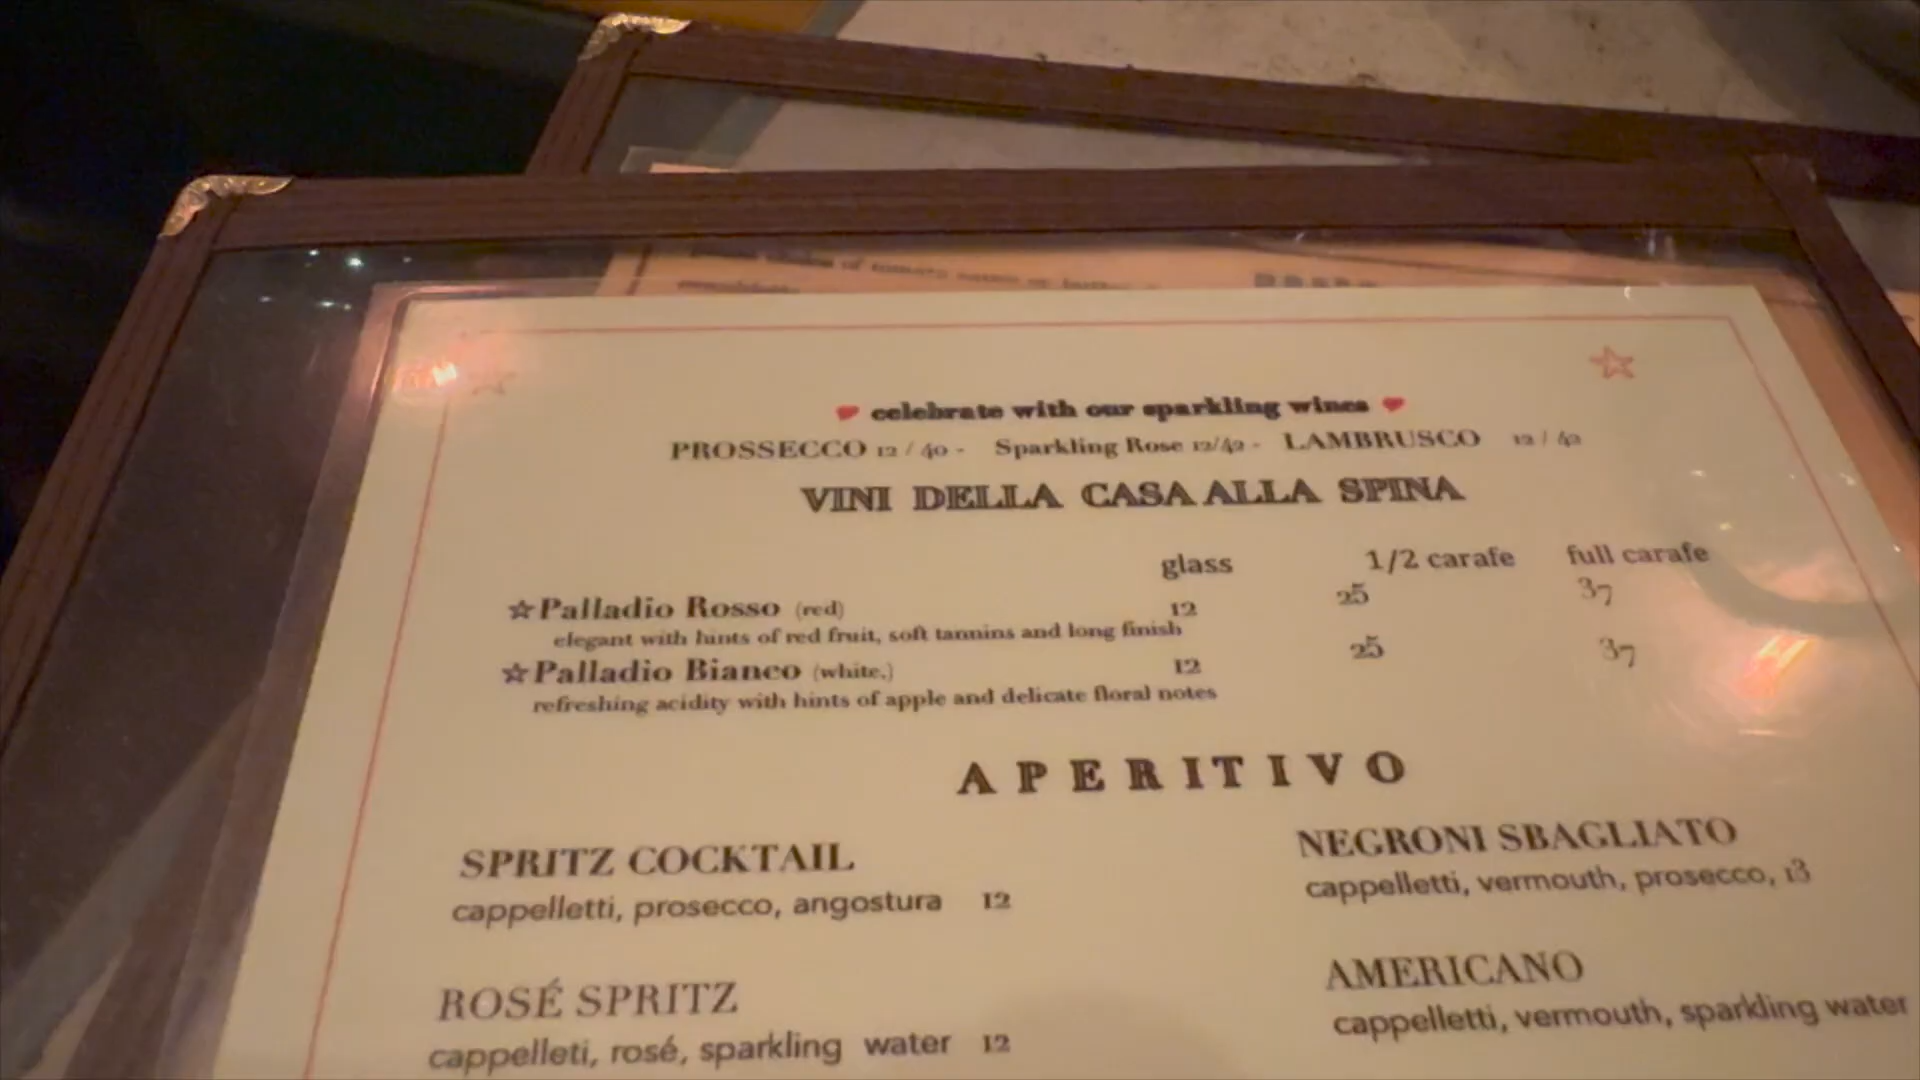 celebrate with our sparkling wines
PROSSECCO 12 / 40 - Sparkling Rose 12/42 - LAMBRUSCO 12 / 42
VINI DELLA CASA ALLA SPINA
glass 1/2 carafe full carafe
☆Palladio Rosso (red) 12 25 37
elegant with hints of red fruit, soft tannins and long finish
☆Palladio Bianco (white.) 12 25 37
refreshing acidity with hints of apple and delicate floral notes
APERITIVO
SPRITZ COCKTAIL
cappelletti, prosecco, angostura 12
NEGRONI SBAGLIATO
cappelletti, vermouth, prosecco, 13
ROSÉ SPRITZ
cappelleti, rosé, sparkling water 12
AMERICANO
cappelletti, vermouth, sparkling water